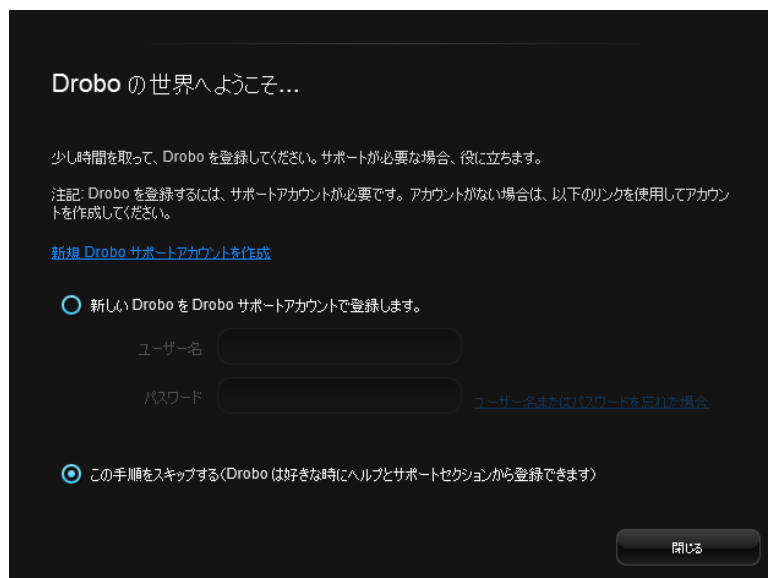 Drobo の世界へようこそ...
少し時間を取って、Drobo を登録してください。サポートが必要な場合、役に立ちます。
注記: Drobo を登録するには、サポートアカウントが必要です。アカウントがない場合は、以下のリンクを使用してアカウン
トを作成してください。
新規 Drobo サポートアカウントを作成
新しい Drobo を Drobo サポートアカウントで登録します。
ユーザー名
パスワード
ユーザー名またはパスワードを忘れた場合
この手順をスキップする(Drobo は好きな時にヘルプとサポートセクションから登録できます)
閉じる